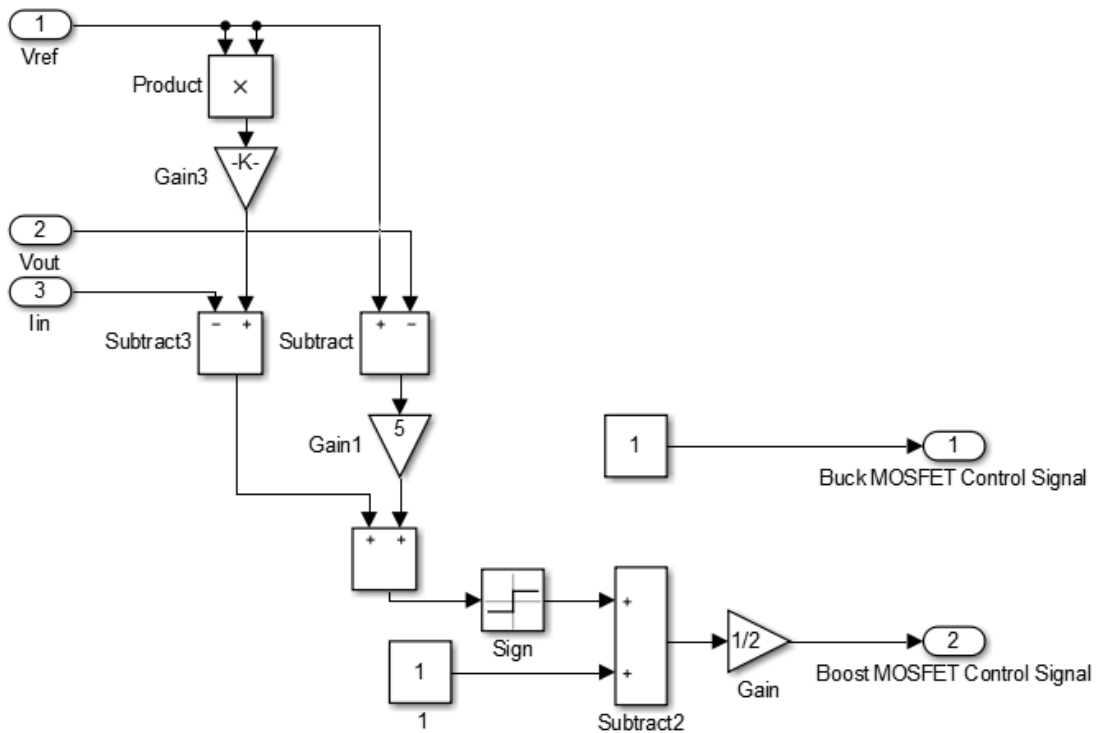 1
Vref
Product
×
-K-
Gain3
2
Vout
3
Iin
Subtract3
− +
Subtract
+ −
5
Gain1
1
1
Buck MOSFET Control Signal
+ +
Sign
+
+
Subtract2
1
1
1/2
Gain
2
Boost MOSFET Control Signal